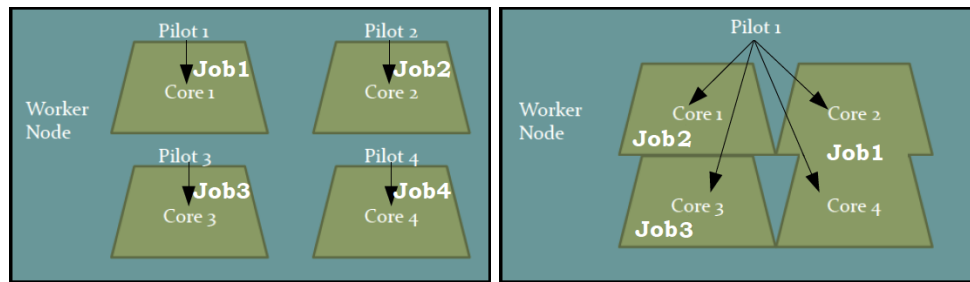 Pilot 1
Pilot 2
Job1
Job2
Core 1
Core 2
Worker
Node
Pilot 3
Pilot 4
Job3
Job4
Core 3
Core 4
Pilot 1
Worker
Node
Core 1
Core 2
Job2
Job1
Core 3
Core 4
Job3